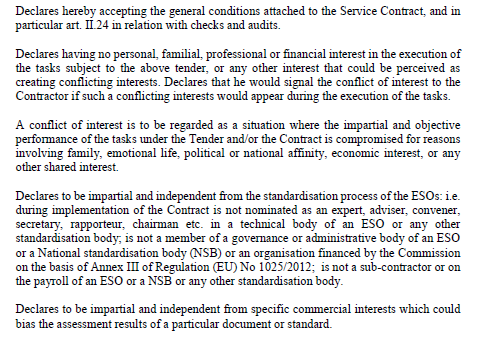 Declares hereby accepting the general conditions attached to the Service Contract, and in
particular art. II.24 in relation with checks and audits.
Declares having no personal, familial, professional or financial interest in the execution of
the tasks subject to the above tender, or any other interest that could be perceived as
creating conflicting interests. Declares that he would signal the conflict of interest to the
Contractor if such a conflicting interests would appear during the execution of the tasks.
A conflict of interest is to be regarded as a situation where the impartial and objective
performance of the tasks under the Tender and/or the Contract is compromised for reasons
involving family, emotional life, political or national affinity, economic interest, or any
other shared interest.
Declares to be impartial and independent from the standardisation process of the ESOs: i.e.
during implementation of the Contract is not nominated as an expert, adviser, convener,
secretary, rapporteur, chairman etc. in a technical body of an ESO or any other
standardisation body; is not a member of a governance or administrative body of an ESO
or a National standardisation body (NSB) or an organisation financed by the Commission
on the basis of Annex III of Regulation (EU) No 1025/2012; is not a sub-contractor or on
the payroll of an ESO or a NSB or any other standardisation body.
Declares to be impartial and independent from specific commercial interests which could
bias the assessment results of a particular document or standard.